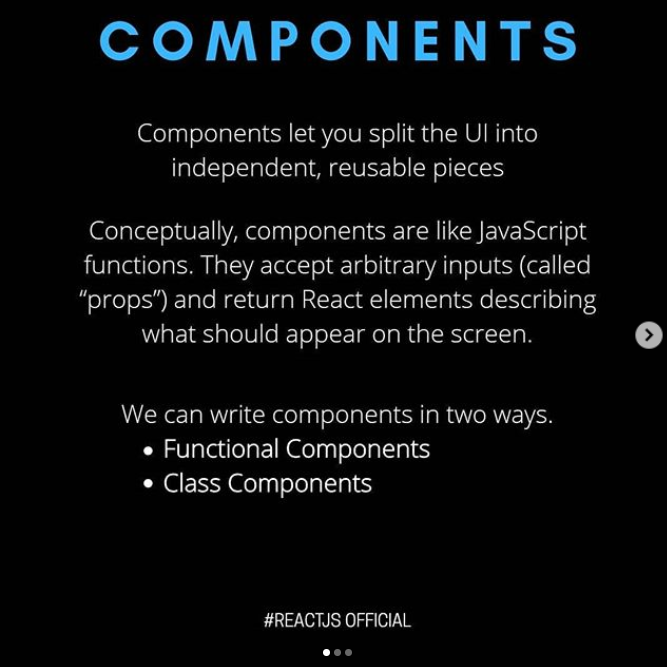 COMPONENTS
Components let you split the UI into
independent, reusable pieces
Conceptually, components are like JavaScript
functions. They accept arbitrary inputs (called
“props”) and return React elements describing
what should appear on the screen.
We can write components in two ways.
• Functional Components
• Class Components
#REACTJS OFFICIAL